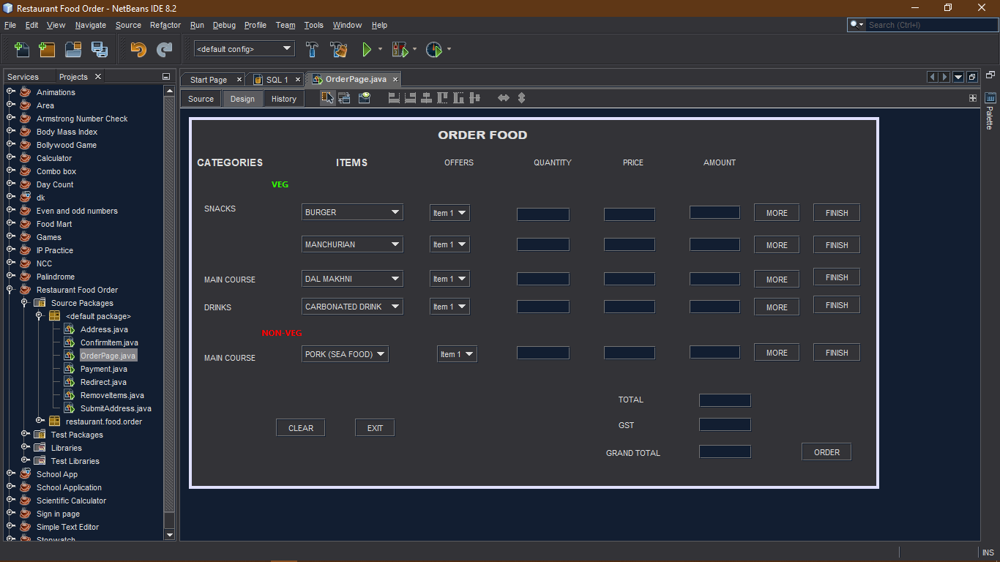 Restaurant Food Order - NetBeans IDE 8.2
File Edit View Navigate Source Refactor Run Debug Profile Team Tools Window Help
Search (Ctrl+I)
<default config>
Services Projects
Start Page SQL 1 OrderPage.java
Source Design History
Animations
Area
Armstrong Number Check
Body Mass Index
Bollywood Game
Calculator
Combo box
Day Count
dk
Even and odd numbers
Food Mart
Games
IP Practice
NCC
Palindrome
Restaurant Food Order
Source Packages
<default package>
Address.java
ConfirmItem.java
OrderPage.java
Payment.java
Redirect.java
RemoveItems.java
SubmitAddress.java
restaurant.food.order
Test Packages
Libraries
Test Libraries
School App
School Application
Scientific Calculator
Sign in page
Simple Text Editor
Stopwatch
ORDER FOOD
CATEGORIES ITEMS OFFERS QUANTITY PRICE AMOUNT
VEG
SNACKS BURGER Item 1 MORE FINISH
MANCHURIAN Item 1 MORE FINISH
MAIN COURSE DAL MAKHNI Item 1 MORE FINISH
DRINKS CARBONATED DRINK Item 1 MORE FINISH
NON-VEG
MAIN COURSE PORK (SEA FOOD) Item 1 MORE FINISH
TOTAL
CLEAR EXIT GST
GRAND TOTAL ORDER
Palette
INS